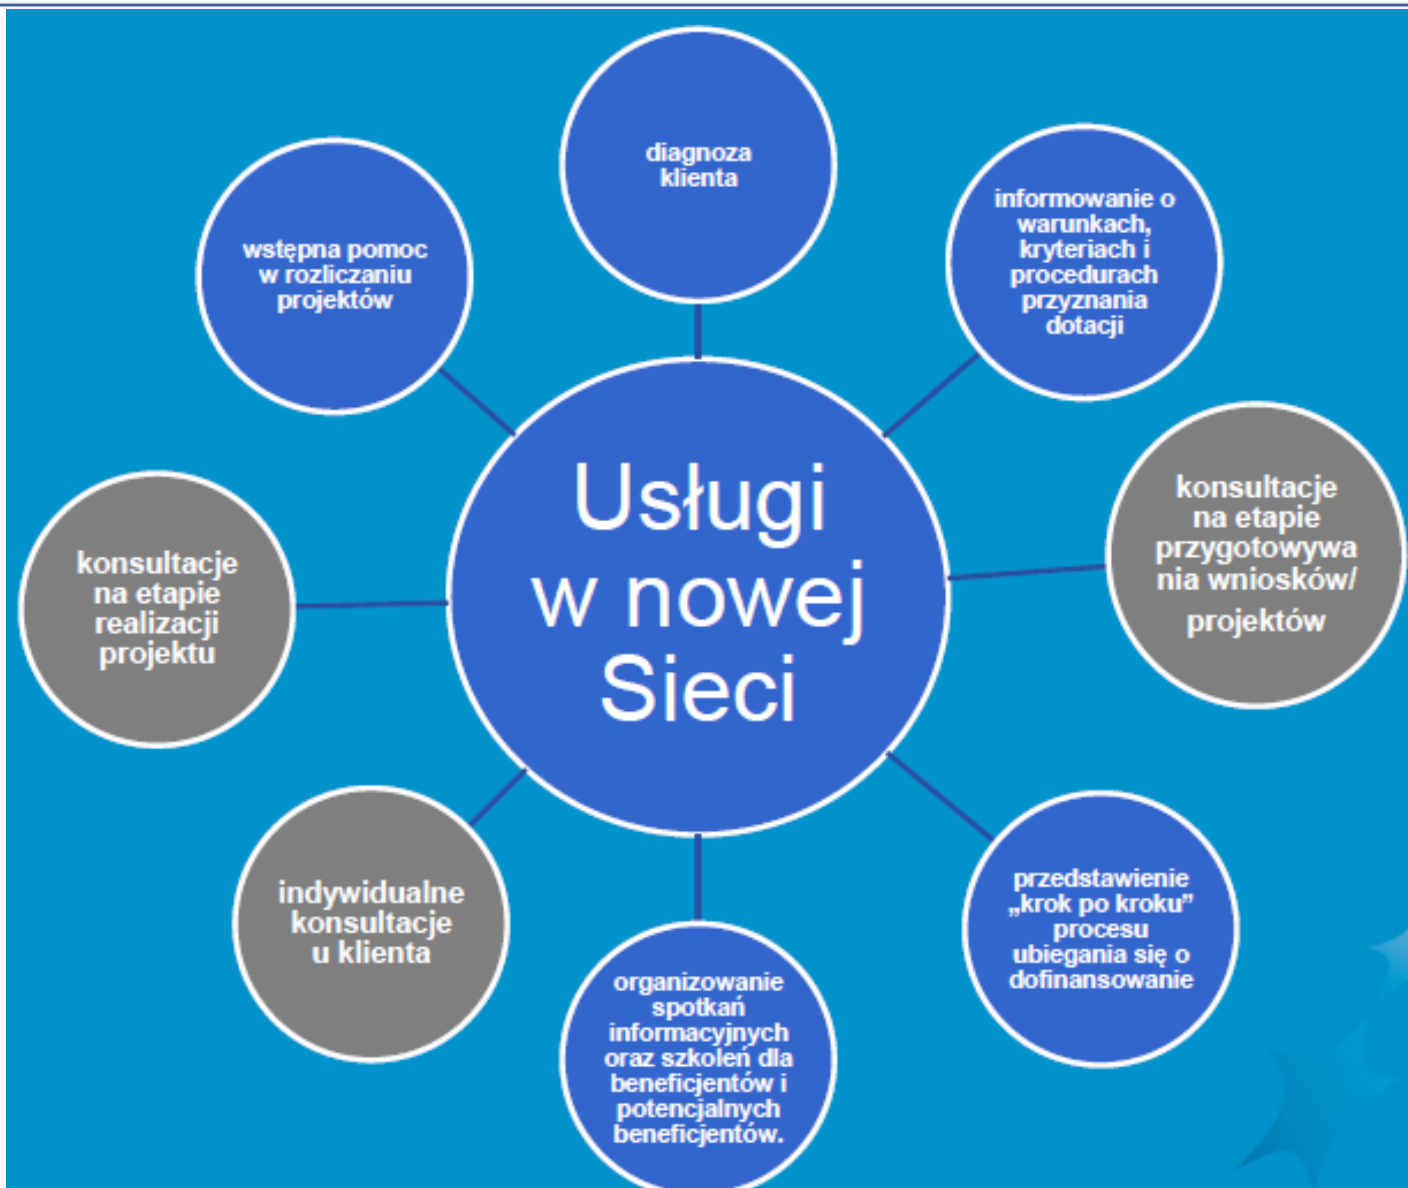 diagnoza
klienta
informowanie o
warunkach,
kryteriach i
procedurach
przyznania
dotacji
konsultacje
na etapie
przygotowywa
nia wniosków/
projektów
przedstawienie
„krok po kroku”
procesu
ubiegania się o
dofinansowanie
organizowanie
spotkań
informacyjnych
oraz szkoleń dla
beneficjentów i
potencjalnych
beneficjentów.
indywidualne
konsultacje
u klienta
konsultacje
na etapie
realizacji
projektu
wstępna pomoc
w rozliczaniu
projektów
Usługi
w nowej
Sieci